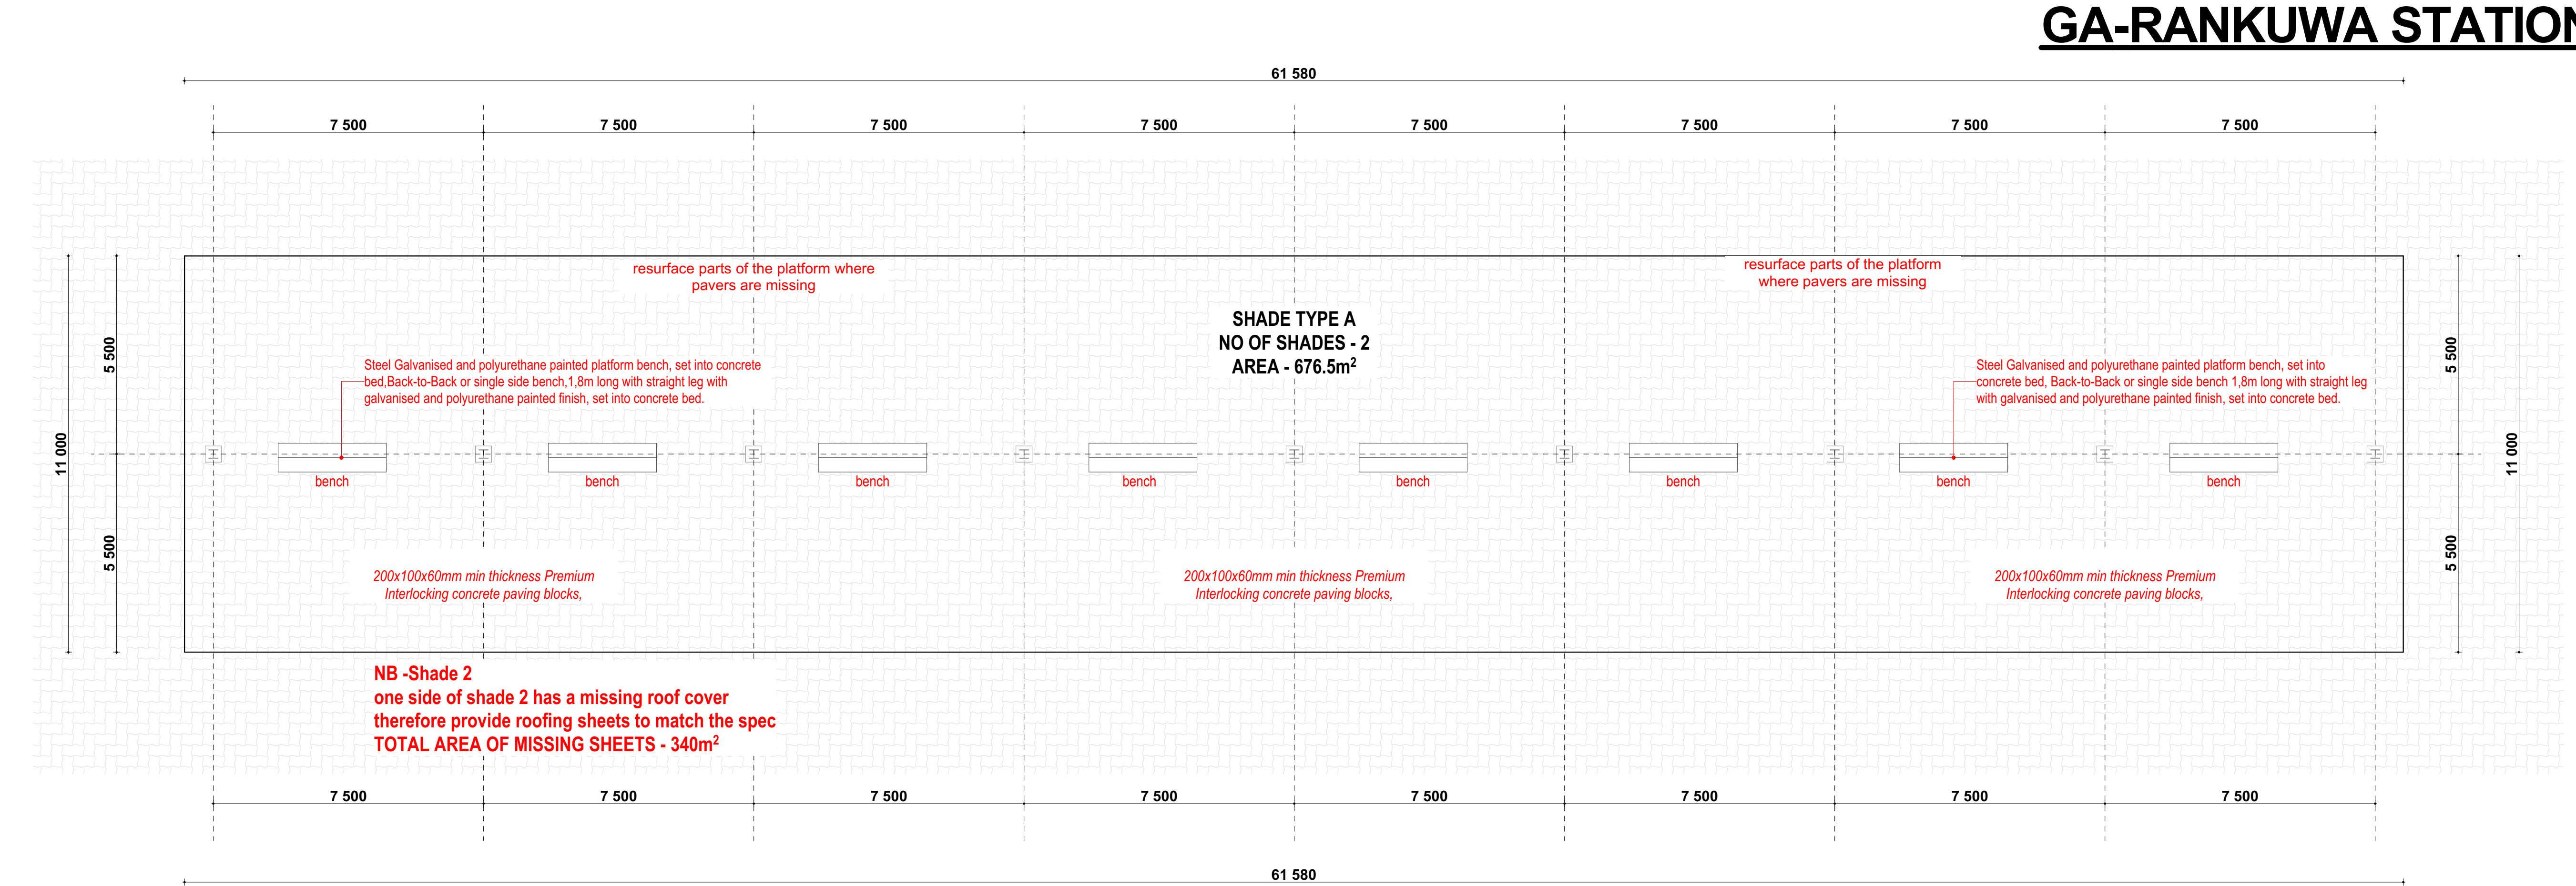 GA-RANKUWA STATION
61 580
7 500 7 500 7 500 7 500 7 500 7 500 7 500 7 500
resurface parts of the platform where
pavers are missing
resurface parts of the platform
where pavers are missing
SHADE TYPE A
NO OF SHADES - 2
AREA - 676.5m²
11 000
5 500
5 500
Steel Galvanised and polyurethane painted platform bench, set into concrete
bed,Back-to-Back or single side bench,1,8m long with straight leg with
galvanised and polyurethane painted finish, set into concrete bed.
Steel Galvanised and polyurethane painted platform bench, set into
concrete bed, Back-to-Back or single side bench 1,8m long with straight leg
with galvanised and polyurethane painted finish, set into concrete bed.
5 500
5 500
11 000
bench bench bench bench bench bench bench bench
200x100x60mm min thickness Premium
Interlocking concrete paving blocks,
200x100x60mm min thickness Premium
Interlocking concrete paving blocks,
200x100x60mm min thickness Premium
Interlocking concrete paving blocks,
NB -Shade 2
one side of shade 2 has a missing roof cover
therefore provide roofing sheets to match the spec
TOTAL AREA OF MISSING SHEETS - 340m²
7 500 7 500 7 500 7 500 7 500 7 500 7 500 7 500
61 580